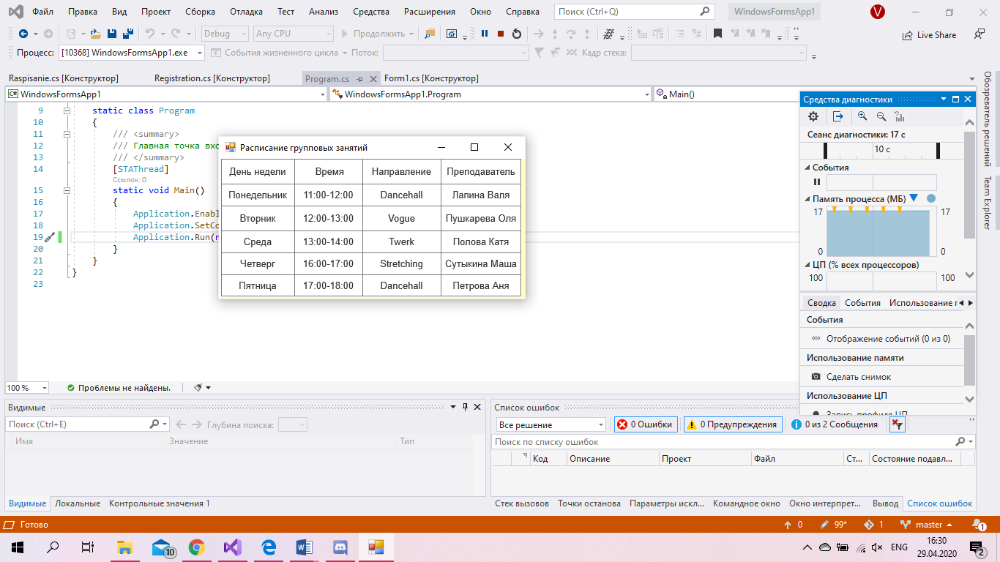 Файл Правка Вид Проект Сборка Отладка Тест Анализ Средства Расширения Окно Справка Поиск (Ctrl+Q) WindowsFormsApp1 V
Debug Any CPU Продолжить Live Share
Процесс: [10368] WindowsFormsApp1.exe События жизненного цикла Поток: Кадр стека:
Raspisanie.cs [Конструктор] Registration.cs [Конструктор] Program.cs Form1.cs [Конструктор]
C# WindowsFormsApp1 WindowsFormsApp1.Program Main()
9 static class Program
10 {
11 /// <summary>
12 /// Главная точка вхо
13 /// </summary>
14 [STAThread]
Ссылок: 0
15 static void Main()
16 {
17 Application.Enabl
18 Application.SetCo
19 Application.Run(n
20 }
21 }
22 }
23
Расписание групповых занятий
День недели Время Направление Преподаватель
Понедельник 11:00-12:00 Dancehall Лапина Валя
Вторник 12:00-13:00 Vogue Пушкарева Оля
Среда 13:00-14:00 Twerk Полова Катя
Четверг 16:00-17:00 Stretching Сутыкина Маша
Пятница 17:00-18:00 Dancehall Петрова Аня
Средства диагностики
Сеанс диагностики: 17 с
10 с
События
Память процесса (МБ)
17 17
0 0
ЦП (% всех процессоров)
100 100
Сводка События Использование г
События
Отображение событий (0 из 0)
Использование памяти
Сделать снимок
Использование ЦП
Запись профиля ЦП
Обозреватель решений
Team Explorer
100 % Проблемы не найдены.
Видимые
Поиск (Ctrl+E) Глубина поиска:
Имя Значение Тип
Видимые Локальные Контрольные значения 1
Список ошибок
Все решение 0 Ошибки 0 Предупреждения 0 из 2 Сообщения
Поиск по списку ошибок
Код Описание Проект Файл Ст... Состояние подавл...
Стек вызовов Точки останова Параметры искл... Командное окно Окно интерпрет... Вывод Список ошибок
Готово 0 99* 1 master 1
10 W ENG 16:30
29.04.2020 2